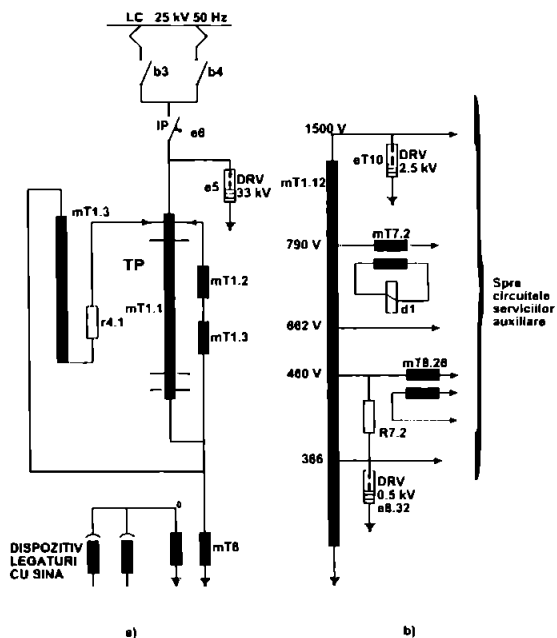 LC 25 kV 50 Hz
b3
b4
IP
e6
e5
DRV
33 kV
mT1.3
TP
mT1.2
mT1.1
r4.1
mT1.3
DISPOZITIV
LEGATURI
CU SINA
mT6
a)
1500 V
eT10
DRV
2.5 kV
mT1.12
790 V
mT7.2
d1
662 V
460 V
mT8.26
R7.2
366
DRV
0.5 kV
e8.32
Spre
circuitele
serviciilor
auxiliare
b)